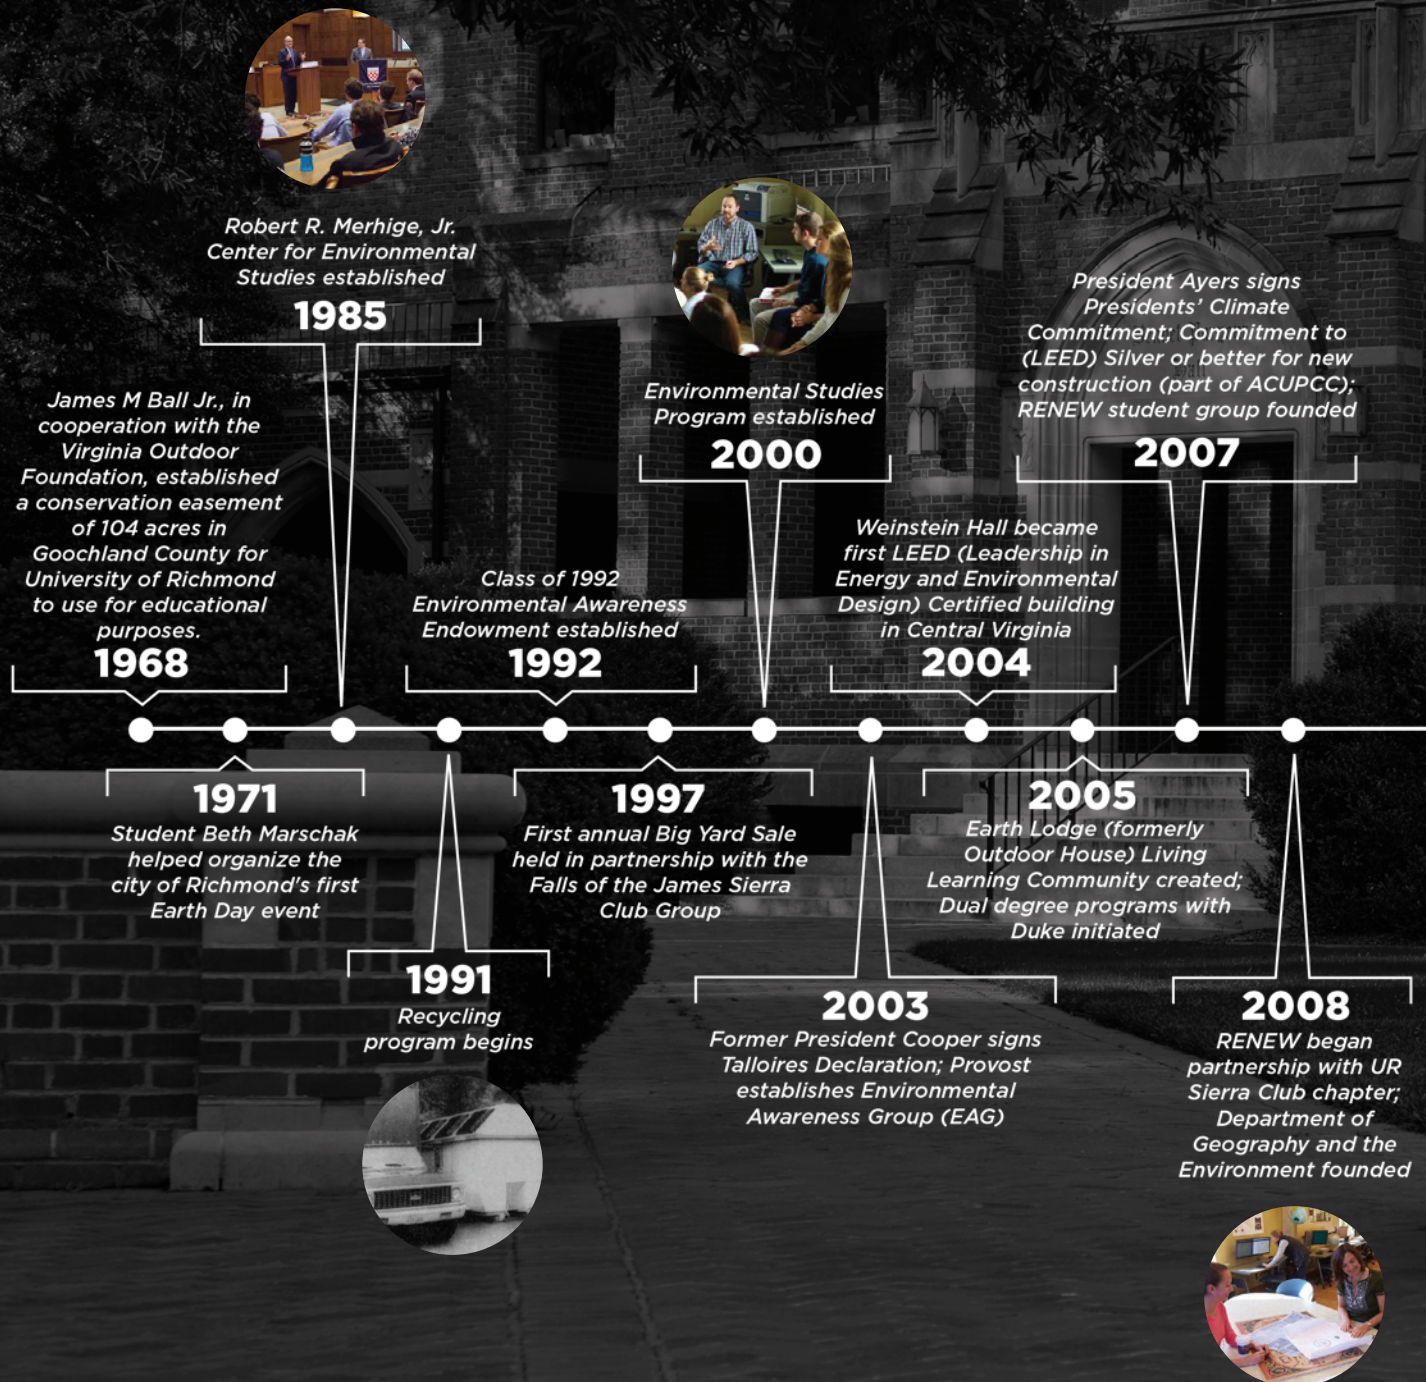 Robert R. Merhige, Jr.
Center for Environmental
Studies established
1985
James M Ball Jr., in
cooperation with the
Virginia Outdoor
Foundation, established
a conservation easement
of 104 acres in
Goochland County for
University of Richmond
to use for educational
purposes.
1968
Class of 1992
Environmental Awareness
Endowment established
1992
Environmental Studies
Program established
2000
Weinstein Hall became
first LEED (Leadership in
Energy and Environmental
Design) Certified building
in Central Virginia
2004
President Ayers signs
Presidents' Climate
Commitment; Commitment to
(LEED) Silver or better for new
construction (part of ACUPCC);
RENEW student group founded
2007
1971
Student Beth Marschak
helped organize the
city of Richmond's first
Earth Day event
1991
Recycling
program begins
1997
First annual Big Yard Sale
held in partnership with the
Falls of the James Sierra
Club Group
2003
Former President Cooper signs
Talloires Declaration; Provost
establishes Environmental
Awareness Group (EAG)
2005
Earth Lodge (formerly
Outdoor House) Living
Learning Community created;
Dual degree programs with
Duke initiated
2008
RENEW began
partnership with UR
Sierra Club chapter;
Department of
Geography and the
Environment founded